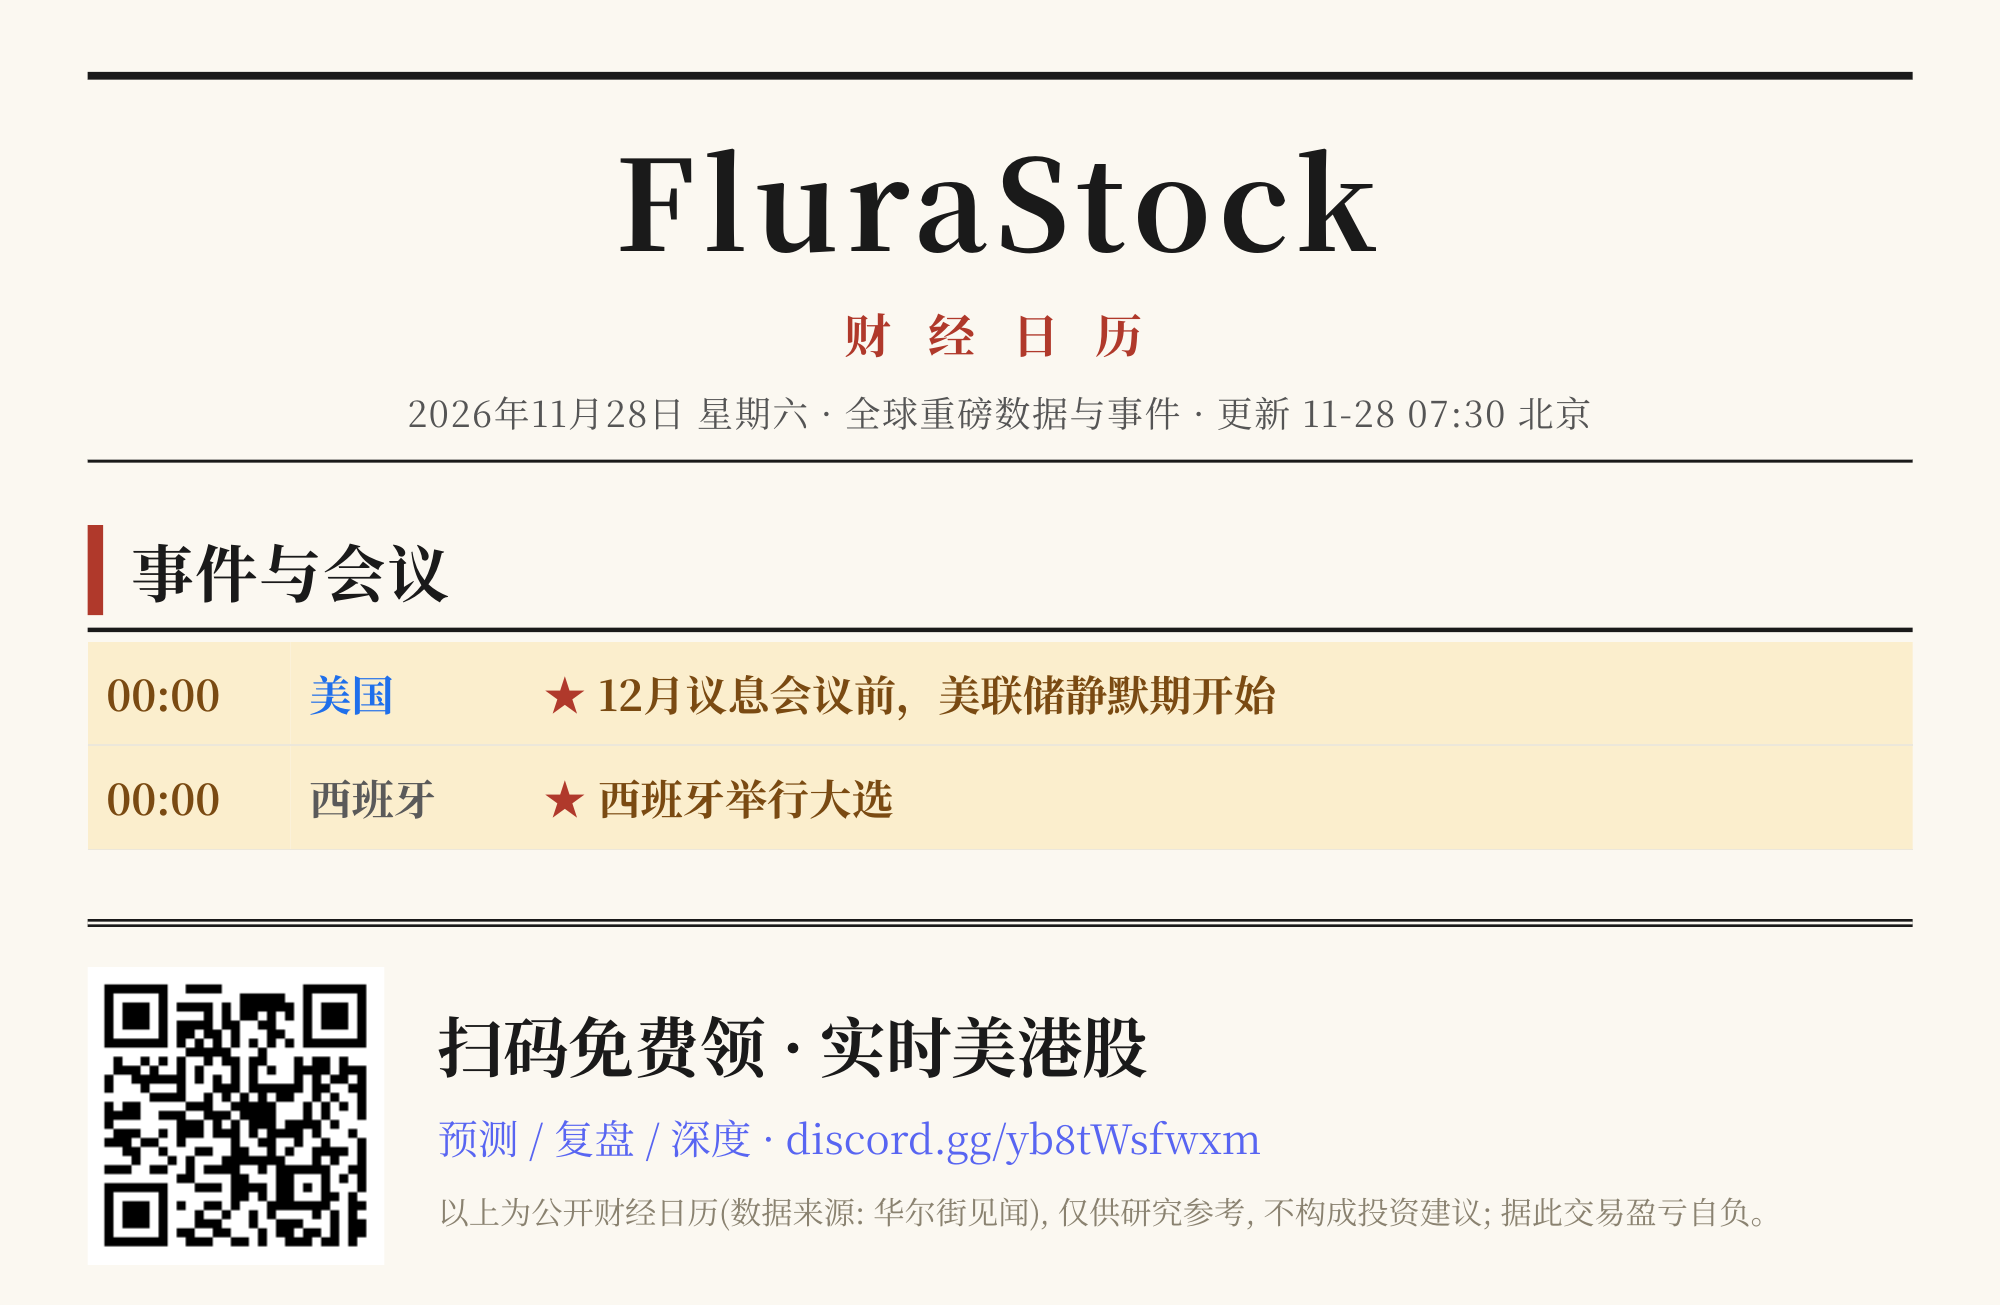 FluraStock
财经日历
2026年11月28日 星期六 · 全球重磅数据与事件 · 更新 11-28 07:30 北京
事件与会议
00:00 美国 ★ 12月议息会议前，美联储静默期开始
00:00 西班牙 ★ 西班牙举行大选
扫码免费领 · 实时美港股
预测 / 复盘 / 深度 · discord.gg/yb8tWsfwxm
以上为公开财经日历(数据来源: 华尔街见闻), 仅供研究参考, 不构成投资建议; 据此交易盈亏自负。